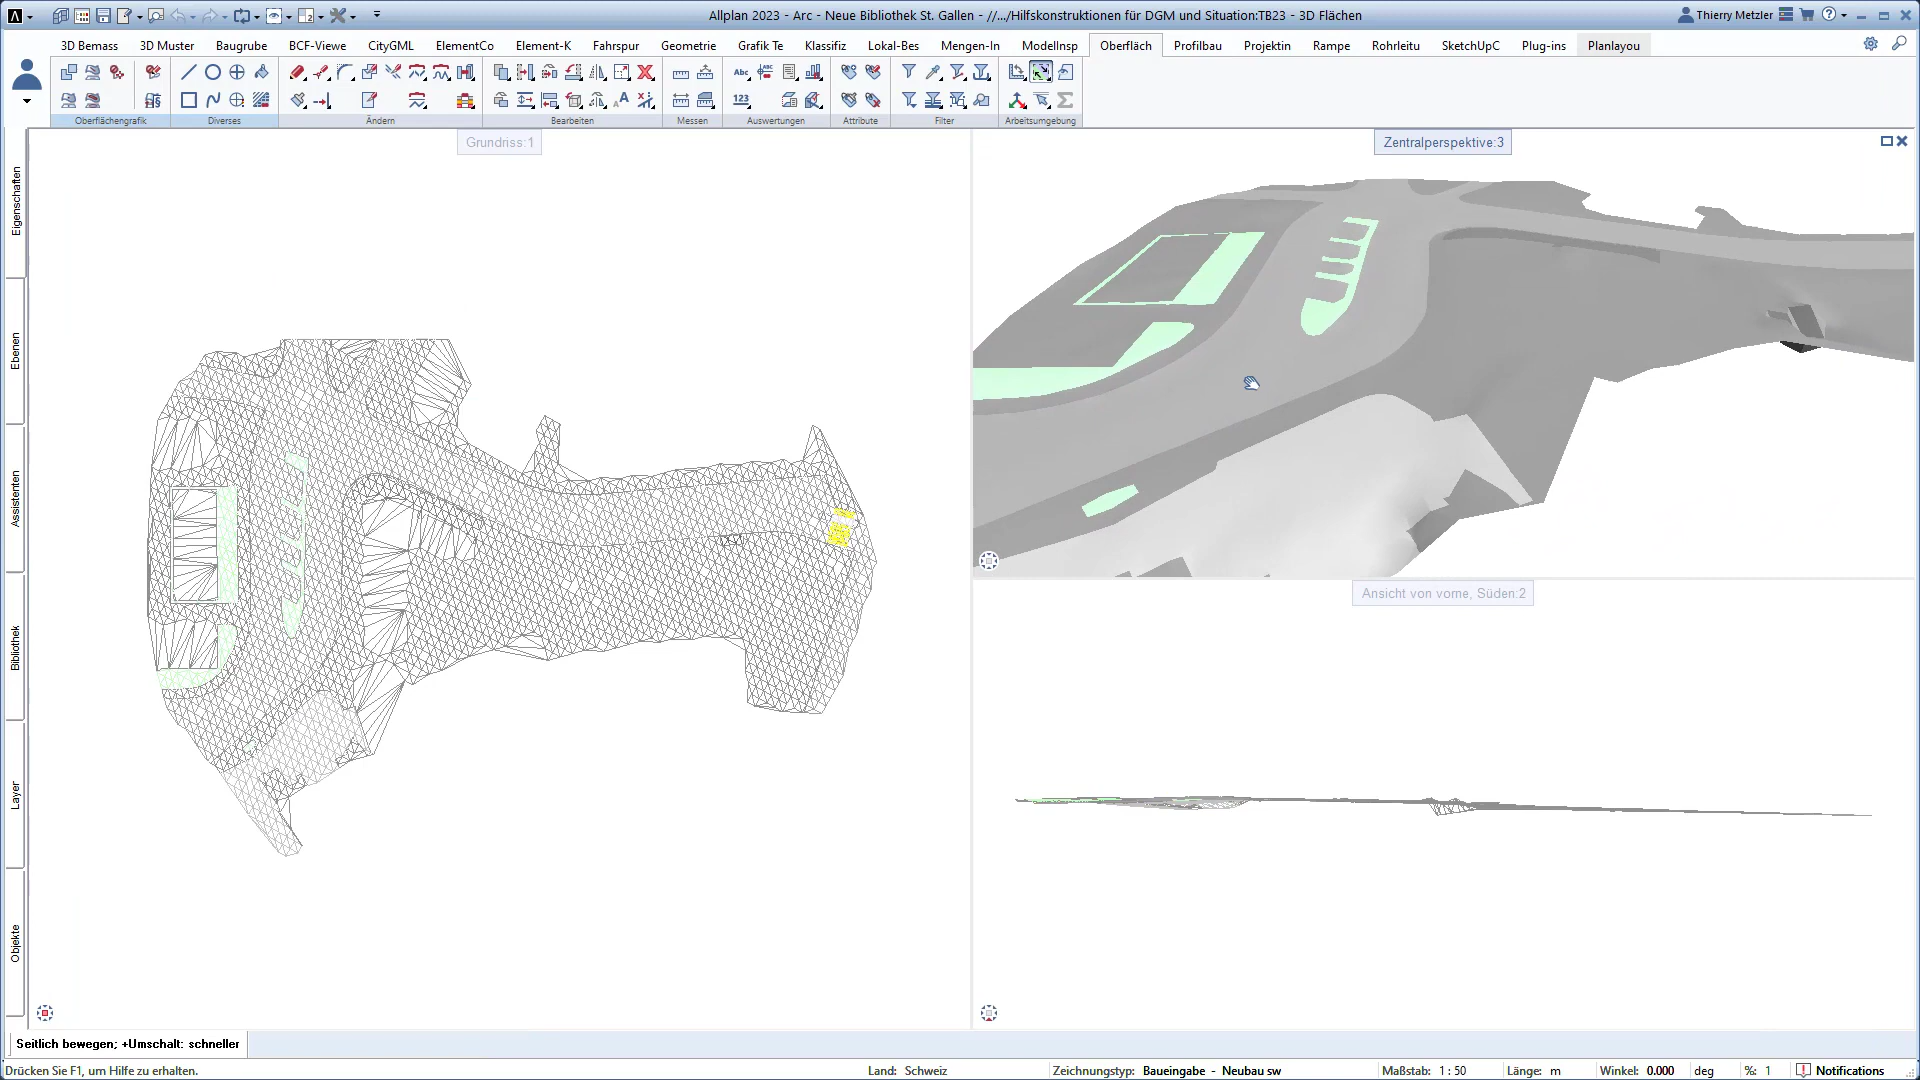 Allplan 2023 - Arc - Neue Bibliothek St. Gallen - //.../Hilfskonstruktionen für DGM und Situation:TB23 - 3D Flächen
Thierry Metzler
3D Bemass
3D Muster
Baugrube
BCF-Viewe
CityGML
ElementCo
Element-K
Fahrspur
Geometrie
Grafik Te
Klassifiz
Lokal-Bes
Mengen-In
ModelInsp
Oberfläch
Profilbau
Projektin
Rampe
Rohrleitu
SketchUpC
Plug-ins
Planlayou
Abc
ABC
123
A
Oberflächengrafik
Diverses
Ändern
Bearbeiten
Messen
Auswertungen
Attribute
Filter
Arbeitsumgebung
Grundriss:1
Zentralperspektive:3
Ansicht von vorne, Süden:2
Eigenschaften
Ebenen
Assistenten
Bibliothek
Layer
Objekte
Seitlich bewegen; +Umschalt: schneller
Drücken Sie F1, um Hilfe zu erhalten.
Land: Schweiz
Zeichnungstyp: Baueingabe - Neubau sw
Maßstab: 1 : 50
Länge: m
Winkel: 0.000
deg
%: 1
Notifications